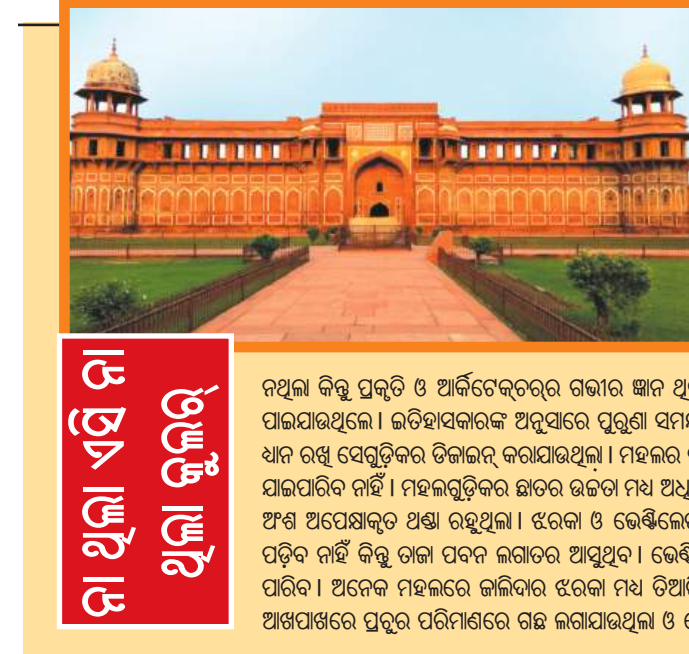 ନା ଥିଲା ଏସି ନା
ଥିଲା କୁଲର୍
ନଥିଲା କିନ୍ତୁ ପ୍ରକୃତି ଓ ଆର୍କିଟେକ୍ଚର୍‌ର ଗଭୀର ଜ୍ଞାନ
ପାଇଯାଉଥିଲେ। ଇତିହାସକାରଙ୍କ ଅନୁସାରେ ପୁରୁଣା
ଧ୍ୟାନ ରଖି ସେଗୁଡ଼ିକର ଡିଜାଇନ୍ କରାଯାଉଥିଲା। ମହଲର
ଯାଇପାରିବ ନାହିଁ। ମହଲଗୁଡ଼ିକର ଛାତର ଉଚ୍ଚତା ମଧ୍ୟ
ଅଂଶ ଅପେକ୍ଷାକୃତ ଥଣ୍ଡା ରହୁଥିଲା। ଝରକା ଓ
ପଡ଼ିବ ନାହିଁ କିନ୍ତୁ ତାଜା ପବନ ଲଗାତର ଆସୁଥିବ।
ପାରିବ। ଅନେକ ମହଲରେ ଜାଲିଦାର ଝରକା ମଧ୍ୟ
ଆଖପାଖରେ ପ୍ରଚୁର ପରିମାଣରେ ଗଛ ଲଗାଯାଉଥିଲା ଓ